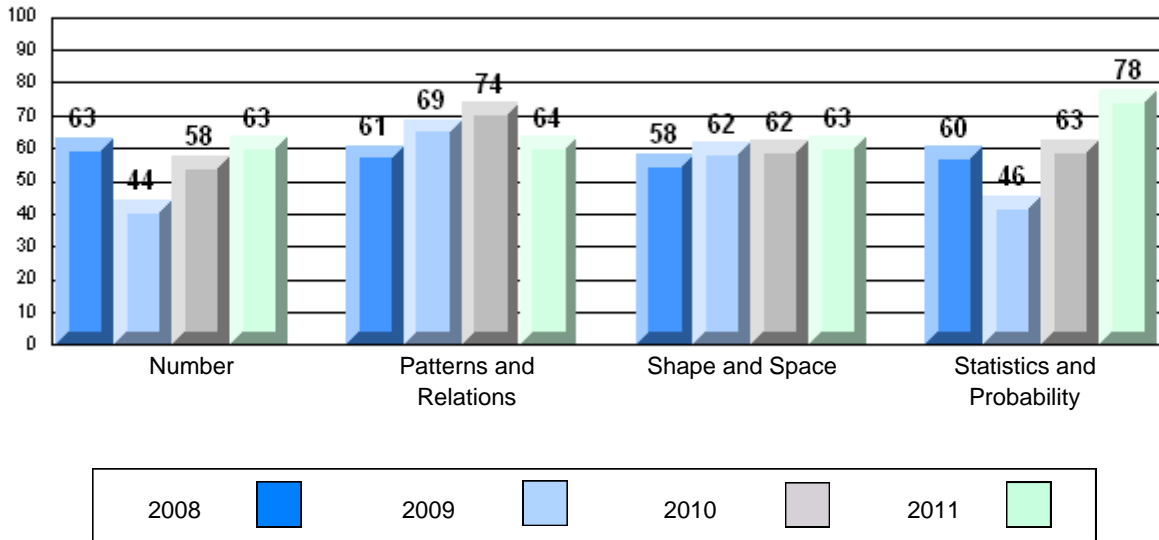 100
90
80
70
60
50
40
30
20
10
0
63 44 58 63
61 69 74 64
58 62 62 63
60 46 63 78
Number
Patterns and
Relations
Shape and Space
Statistics and
Probability
2008 2009 2010 2011